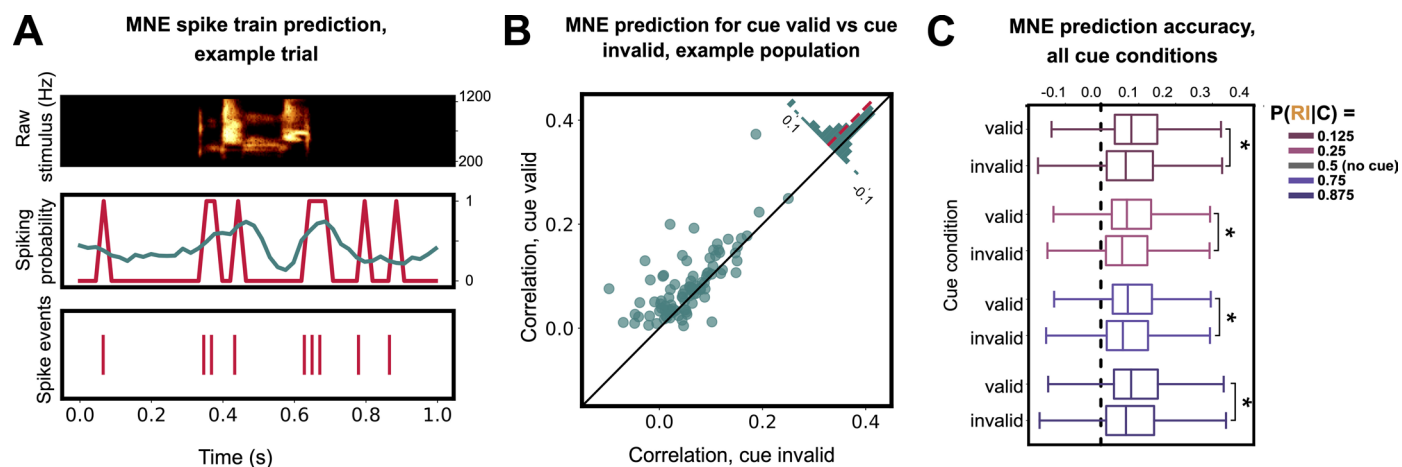 A
MNE spike train prediction,
example trial
Raw
stimulus (Hz)
1200
200
Spiking
probability
1
0
Spike events
0.0 0.2 0.4 0.6 0.8 1.0
Time (s)
B
MNE prediction for cue valid vs cue
invalid, example population
Correlation, cue valid
0.4
0.2
0.0
0.1
-0.1
0.0 0.2 0.4
Correlation, cue invalid
C
MNE prediction accuracy,
all cue conditions
-0.1 0.0 0.1 0.2 0.4
Cue condition
valid
*
invalid
valid
*
invalid
valid
*
invalid
valid
*
invalid
P(RI|C) =
0.125
0.25
0.5 (no cue)
0.75
0.875